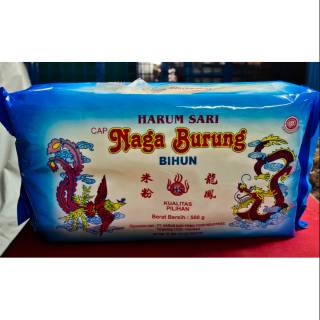 HARUM SARI
CAP Naga Burung
BIHUN
米 龍
粉 鳳
KUALITAS
PILIHAN
Berat Bersih : 500 g